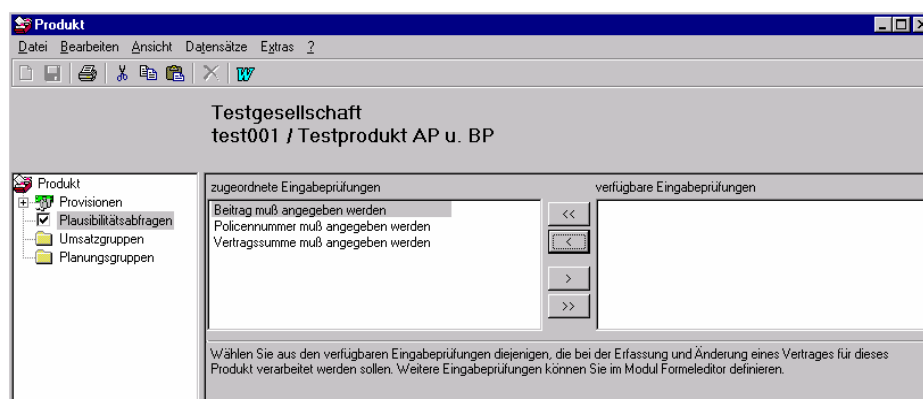 Produkt
Datei Bearbeiten Ansicht Datensätze Extras ?
Testgesellschaft
test001 / Testprodukt AP u. BP
Produkt
Provisionen
Plausibilitätsabfragen
Umsatzgruppen
Planungsgruppen
zugeordnete Eingabeprüfungen
Beitrag muß angegeben werden
Policennummer muß angegeben werden
Vertragssumme muß angegeben werden
<<
<
>
>>
verfügbare Eingabeprüfungen
Wählen Sie aus den verfügbaren Eingabeprüfungen diejenigen, die bei der Erfassung und Änderung eines Vertrages für dieses
Produkt verarbeitet werden sollen. Weitere Eingabeprüfungen können Sie im Modul Formeleditor definieren.